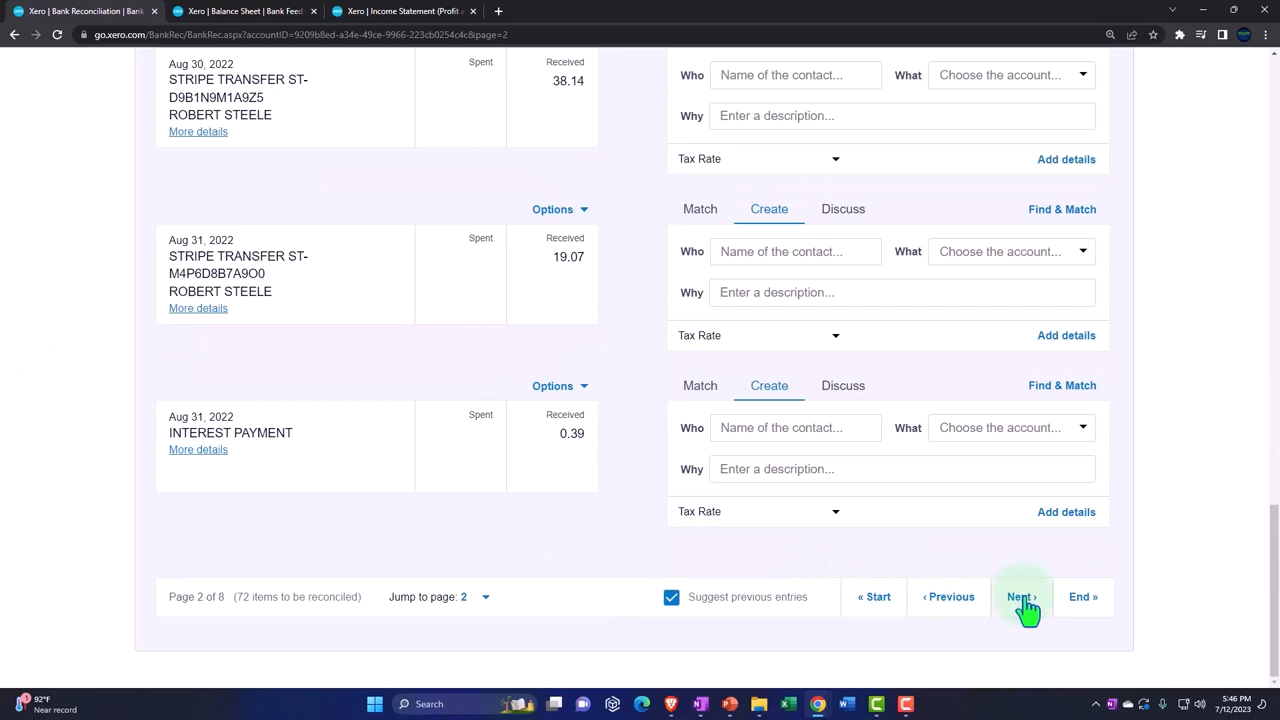 Xero | Bank Reconciliation | Bank
Xero | Balance Sheet | Bank Feed
Xero | Income Statement (Profit a
go.xero.com/BankRec/BankRec.aspx?accountID=9209b8ed-a34e-49ce-9966-223cb0254c4c&page=2
Aug 30, 2022
STRIPE TRANSFER ST-
D9B1N9M1A9Z5
ROBERT STEELE
More details
Spent
Received
38.14
Who Name of the contact... What Choose the account...
Why Enter a description...
Tax Rate Add details
Options
Match Create Discuss Find & Match
Aug 31, 2022
STRIPE TRANSFER ST-
M4P6D8B7A9O0
ROBERT STEELE
More details
Spent
Received
19.07
Who Name of the contact... What Choose the account...
Why Enter a description...
Tax Rate Add details
Options
Match Create Discuss Find & Match
Aug 31, 2022
INTEREST PAYMENT
More details
Spent
Received
0.39
Who Name of the contact... What Choose the account...
Why Enter a description...
Tax Rate Add details
Page 2 of 8 (72 items to be reconciled) Jump to page: 2 Suggest previous entries « Start ‹ Previous Next › End »
92°F
Near record
Search
5:46 PM
7/12/2023